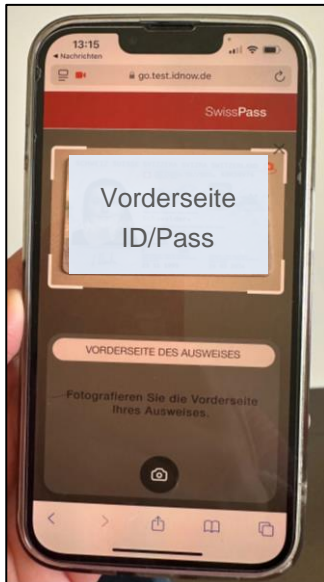 13:15
◀ Nachrichten
go.test.idnow.de
SwissPass
Vorderseite
ID/Pass
VORDERSEITE DES AUSWEISES
Fotografieren Sie die Vorderseite
Ihres Ausweises.